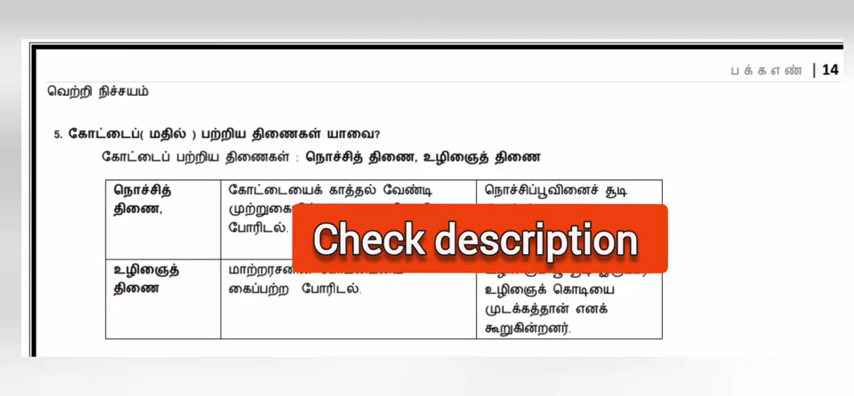 பக்கஎண் | 14
வெற்றி நிச்சயம்
5. கோட்டைப்( மதில் ) பற்றிய திணைகள் யாவை?
கோட்டைப் பற்றிய திணைகள் : நொச்சித் திணை, உழிஞைத் திணை
நொச்சித்
திணை,
கோட்டையைக் காத்தல் வேண்டி
போரிடல்.
நொச்சிப்பூவினைச் சூடி
Check description
உழிஞைத்
திணை
கைப்பற்ற போரிடல்.
உழிஞைக் கொடியை
முடக்கத்தான் எனக்
கூறுகின்றனர்.